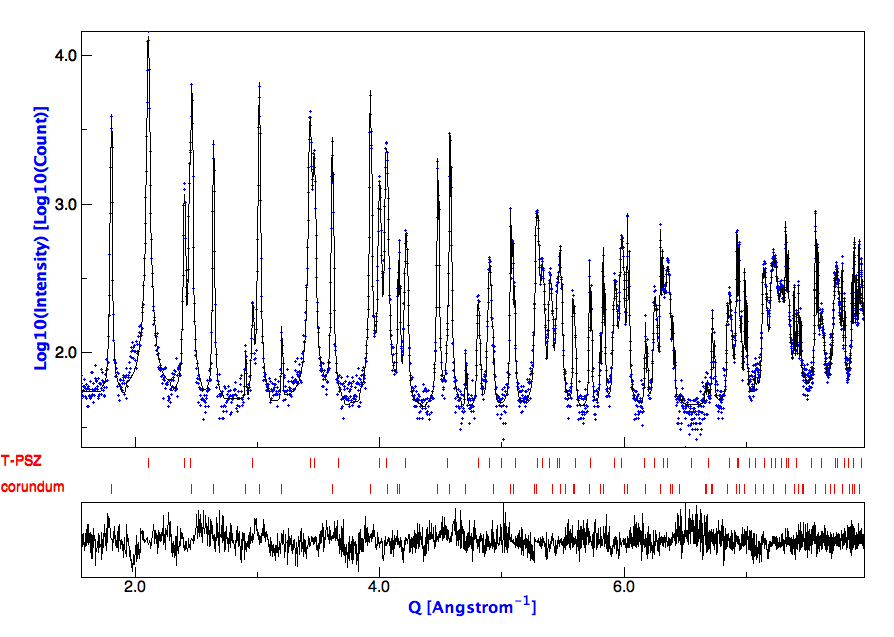 4.0
3.0
2.0
Log10(Intensity) [Log10(Count)]
T-PSZ
corundum
2.0 4.0 6.0
Q [Angstrom⁻¹]